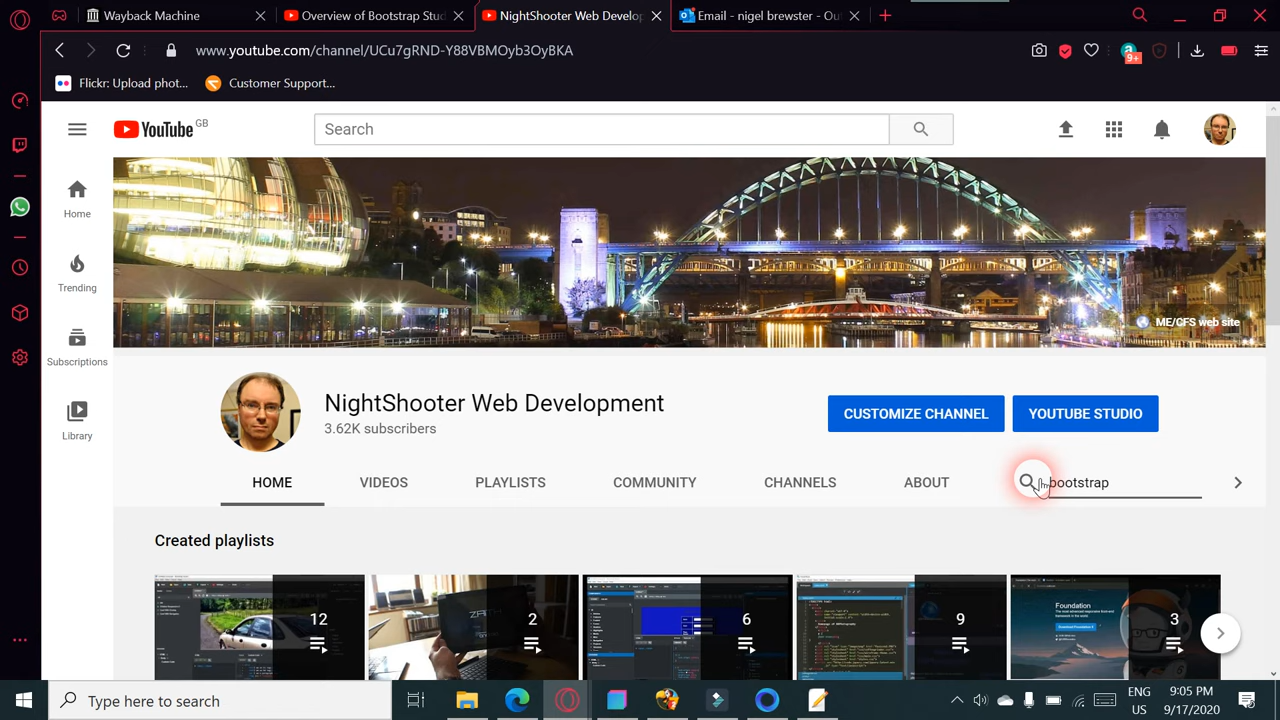 Wayback Machine
Overview of Bootstrap Stud
NightShooter Web Develop
Email - nigel brewster - Out
www.youtube.com/channel/UCu7gRND-Y88VBMOyb3OyBKA
9+
Flickr: Upload phot...
Customer Support...
YouTube GB
Search
Home
Trending
Subscriptions
Library
ME/CFS web site
NightShooter Web Development
3.62K subscribers
CUSTOMIZE CHANNEL
YOUTUBE STUDIO
HOME
VIDEOS
PLAYLISTS
COMMUNITY
CHANNELS
ABOUT
bootstrap
Created playlists
12
2
6
9
Foundation
3
Type here to search
ENG
US
9:05 PM
9/17/2020